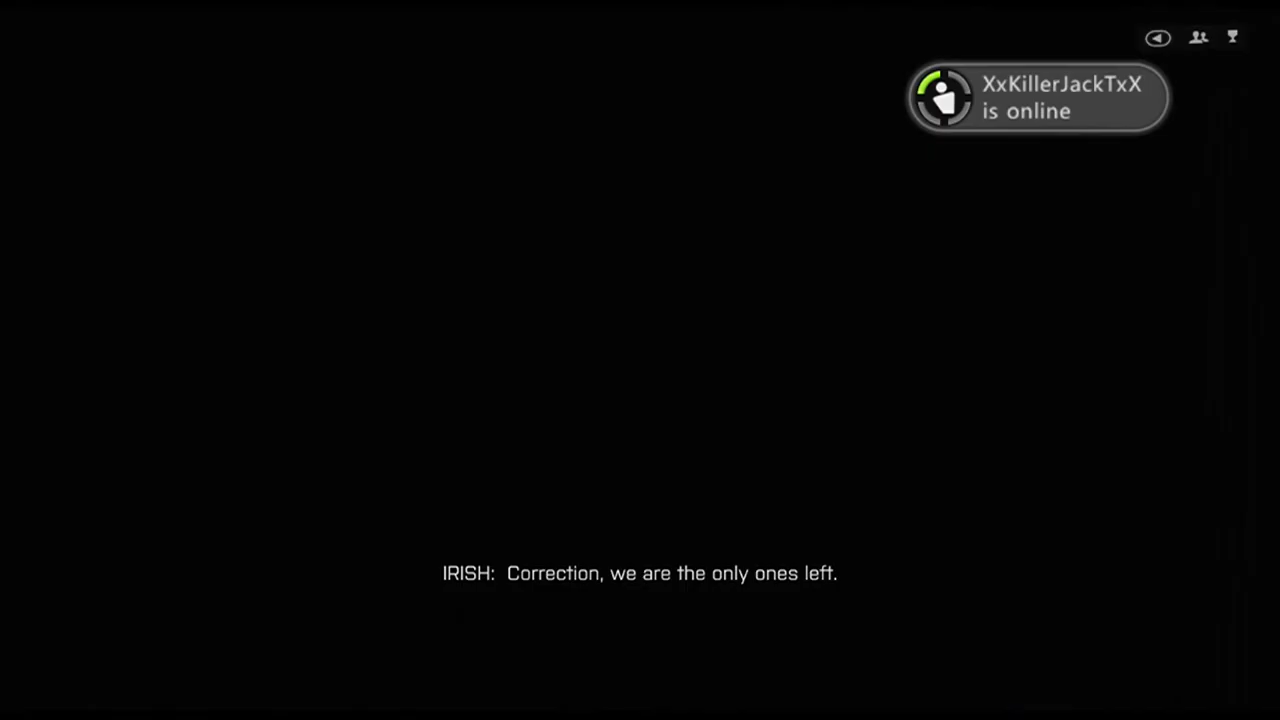 XxKillerJackTxX
is online
IRISH: Correction, we are the only ones left.